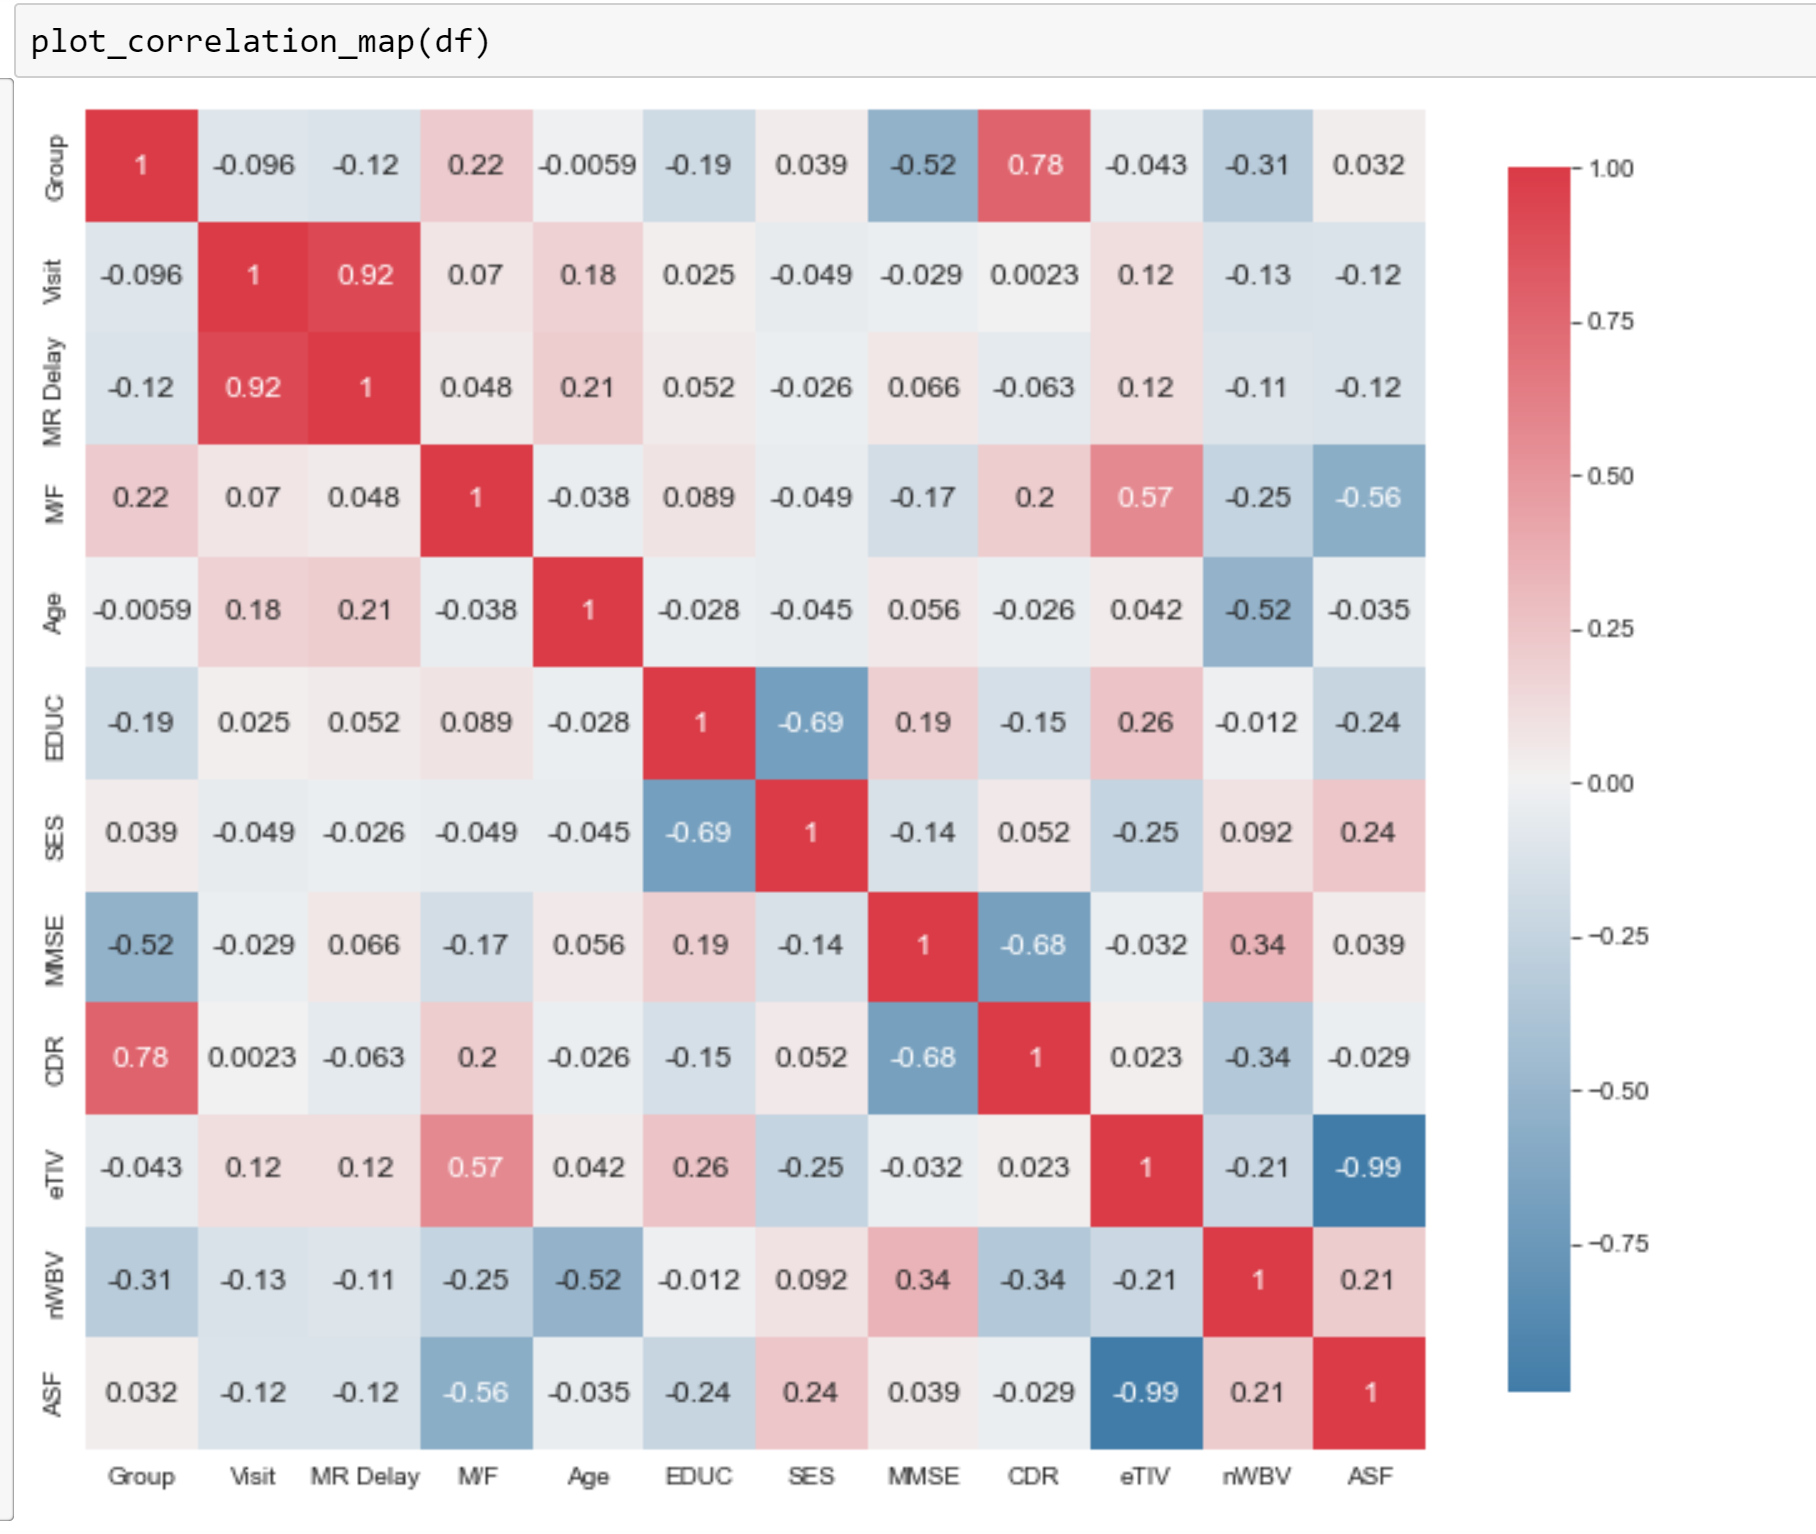 plot_correlation_map(df)
Group 1 -0.096 -0.12 0.22 -0.0059 -0.19 0.039 -0.52 0.78 -0.043 -0.31 0.032
Visit -0.096 1 0.92 0.07 0.18 0.025 -0.049 -0.029 0.0023 0.12 -0.13 -0.12
MR Delay -0.12 0.92 1 0.048 0.21 0.052 -0.026 0.066 -0.063 0.12 -0.11 -0.12
M/F 0.22 0.07 0.048 1 -0.038 0.089 -0.049 -0.17 0.2 0.57 -0.25 -0.56
Age -0.0059 0.18 0.21 -0.038 1 -0.028 -0.045 0.056 -0.026 0.042 -0.52 -0.035
EDUC -0.19 0.025 0.052 0.089 -0.028 1 -0.69 0.19 -0.15 0.26 -0.012 -0.24
SES 0.039 -0.049 -0.026 -0.049 -0.045 -0.69 1 -0.14 0.052 -0.25 0.092 0.24
MMSE -0.52 -0.029 0.066 -0.17 0.056 0.19 -0.14 1 -0.68 -0.032 0.34 0.039
CDR 0.78 0.0023 -0.063 0.2 -0.026 -0.15 0.052 -0.68 1 0.023 -0.34 -0.029
eTIV -0.043 0.12 0.12 0.57 0.042 0.26 -0.25 -0.032 0.023 1 -0.21 -0.99
nWBV -0.31 -0.13 -0.11 -0.25 -0.52 -0.012 0.092 0.34 -0.34 -0.21 1 0.21
ASF 0.032 -0.12 -0.12 -0.56 -0.035 -0.24 0.24 0.039 -0.029 -0.99 0.21 1
Group Visit MR Delay M/F Age EDUC SES MMSE CDR eTIV nWBV ASF
1.00
0.75
0.50
0.25
0.00
−0.25
−0.50
−0.75